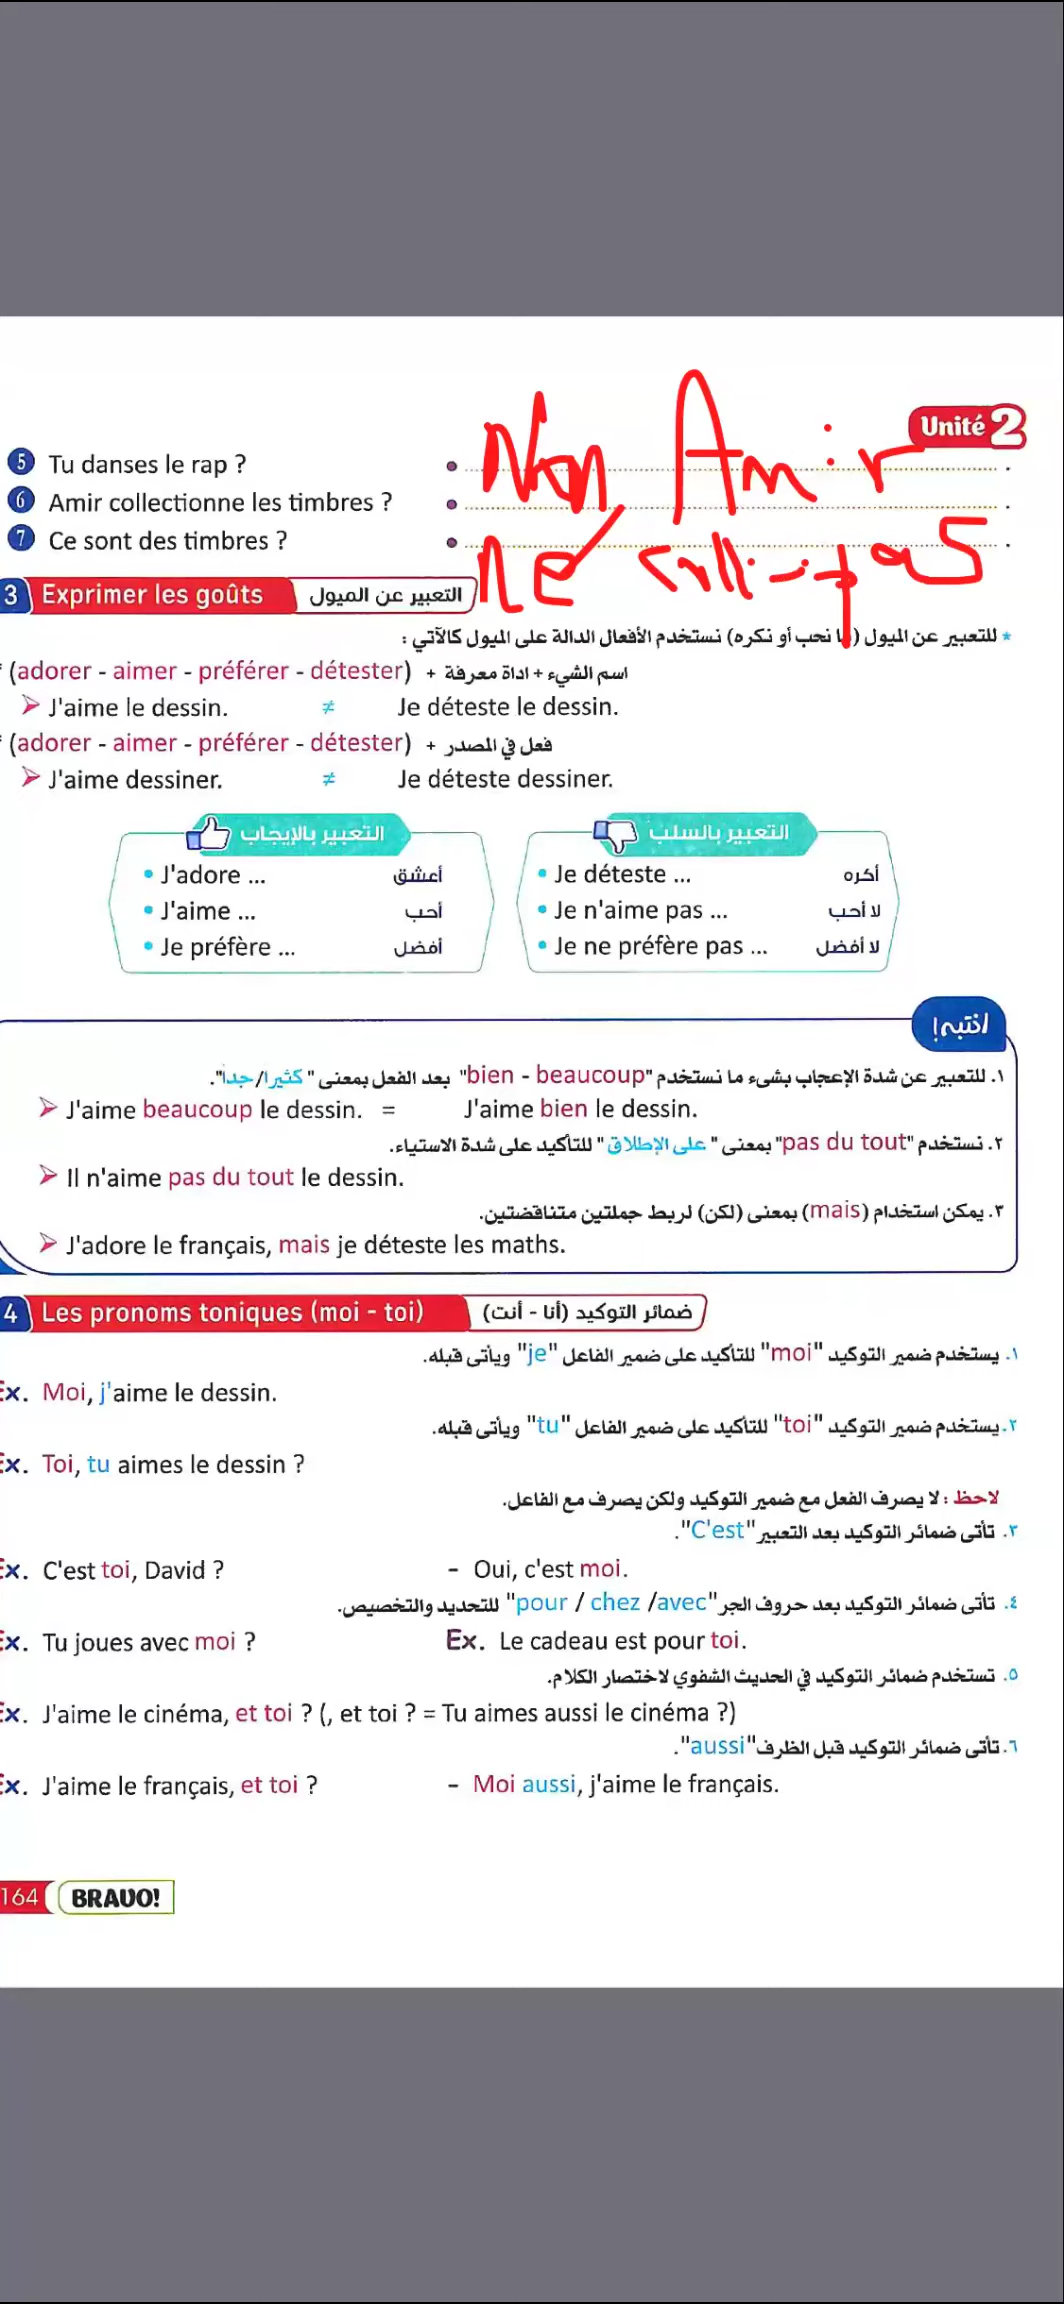 Unité 2
5 Tu danses le rap ? ● .......... .
6 Amir collectionne les timbres ? ● .......... .
7 Ce sont des timbres ? ● .......... .
Non, Amir
ne pas
3 Exprimer les goûts التعبير عن الميول
* للتعبير عن الميول (ما نحب أو نكره) نستخدم الأفعال الدالة على الميول كالآتي :
* (adorer - aimer - préférer - détester) + اسم الشيء + اداة معرفة
➢ J'aime le dessin. ≠ Je déteste le dessin.
* (adorer - aimer - préférer - détester) + فعل في المصدر
➢ J'aime dessiner. ≠ Je déteste dessiner.
التعبير بالإيجاب
• J'adore ... أعشق
• J'aime ... أحب
• Je préfère ... أفضل
التعبير بالسلب
• Je déteste ... أكره
• Je n'aime pas ... لا أحب
• Je ne préfère pas ... لا أفضل
انتبه!
١. للتعبير عن شدة الإعجاب بشيء ما نستخدم "bien - beaucoup" بعد الفعل بمعنى " كثيرا/جدا".
➢ J'aime beaucoup le dessin. = J'aime bien le dessin.
٢. نستخدم "pas du tout" بمعنى " على الإطلاق " للتأكيد على شدة الاستياء.
➢ Il n'aime pas du tout le dessin.
٣. يمكن استخدام (mais) بمعنى (لكن) لربط جملتين متناقضتين.
➢ J'adore le français, mais je déteste les maths.
4 Les pronoms toniques (moi - toi) ضمائر التوكيد (أنا - أنت)
١. يستخدم ضمير التوكيد "moi" للتأكيد على ضمير الفاعل "je" ويأتى قبله.
Ex. Moi, j'aime le dessin.
٢. يستخدم ضمير التوكيد "toi" للتأكيد على ضمير الفاعل "tu" ويأتى قبله.
Ex. Toi, tu aimes le dessin ?
لاحظ : لا يصرف الفعل مع ضمير التوكيد ولكن يصرف مع الفاعل.
٣. تأتى ضمائر التوكيد بعد التعبير "C'est".
Ex. C'est toi, David ? - Oui, c'est moi.
٤. تأتى ضمائر التوكيد بعد حروف الجر "pour / chez /avec" للتحديد والتخصيص.
Ex. Tu joues avec moi ? Ex. Le cadeau est pour toi.
٥. تستخدم ضمائر التوكيد في الحديث الشفوي لاختصار الكلام.
Ex. J'aime le cinéma, et toi ? (, et toi ? = Tu aimes aussi le cinéma ?)
٦. تأتى ضمائر التوكيد قبل الظرف "aussi".
Ex. J'aime le français, et toi ? - Moi aussi, j'aime le français.
164 BRAVO!